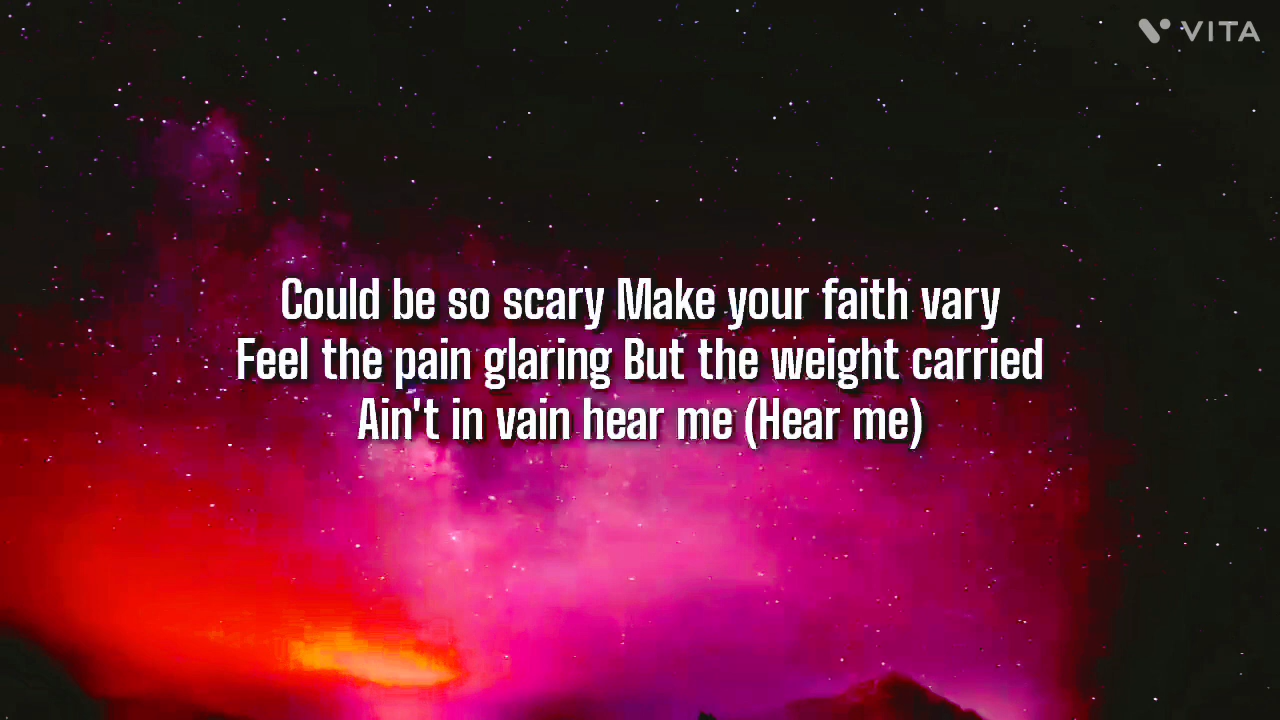 VITA
Could be so scary Make your faith vary
Feel the pain glaring But the weight carried
Ain't in vain hear me (Hear me)